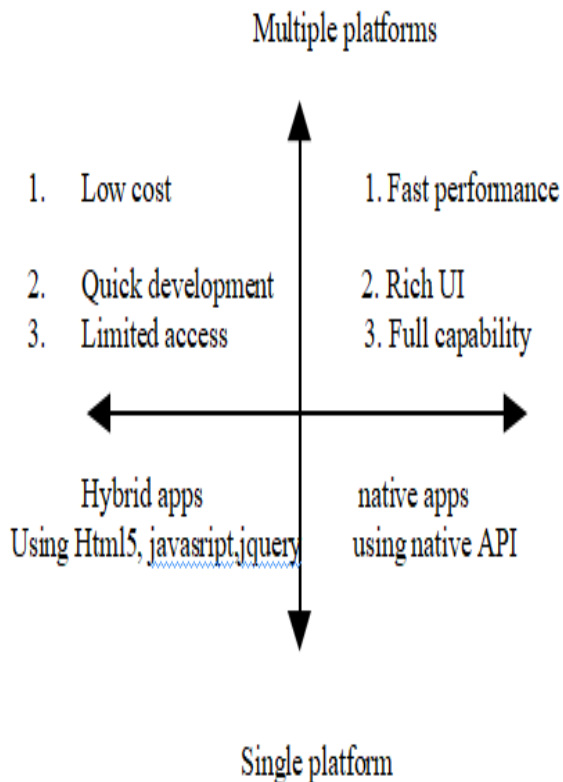 Multiple platforms
1. Low cost
1. Fast performance
2. Quick development
2. Rich UI
3. Limited access
3. Full capability
Hybrid apps
native apps
Using Html5, javasript,jquery
using native API
Single platform